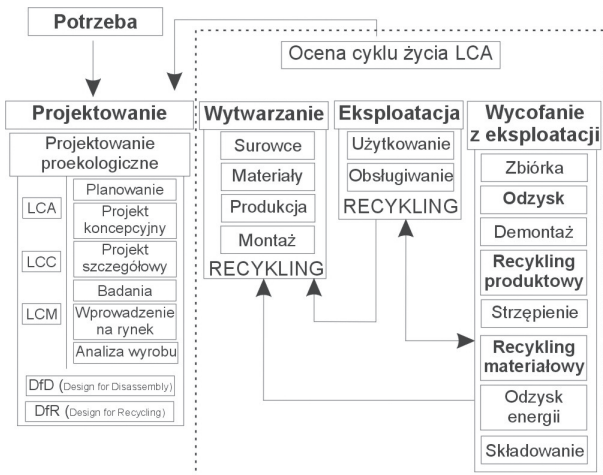 Potrzeba
Ocena cyklu życia LCA
Projektowanie
Projektowanie
proekologiczne
LCA
LCC
LCM
Planowanie
Projekt
koncepcyjny
Projekt
szczegółowy
Badania
Wprowadzenie
na rynek
Analiza wyrobu
DfD (Design for Disassembly)
DfR (Design for Recycling)
Wytwarzanie
Surowce
Materiały
Produkcja
Montaż
RECYKLING
Eksploatacja
Użytkowanie
Obsługiwanie
RECYKLING
Wycofanie
z eksploatacji
Zbiórka
Odzysk
Demontaż
Recykling
produktowy
Strzępienie
Recykling
materiałowy
Odzysk
energii
Składowanie